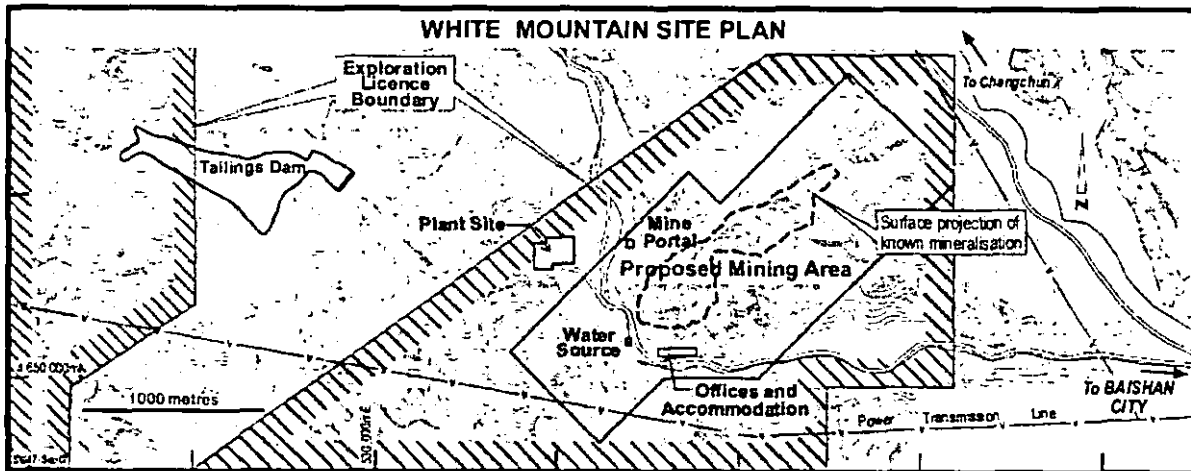 WHITE MOUNTAIN SITE PLAN
Exploration
Licence
Boundary
To Changchun
Tailings Dam
Plant Site
Mine
Portal
Surface projection of
known mineralisation
Proposed Mining Area
Water
Source
Offices and
Accommodation
1000 metres
To BAISHAN
CITY
Power Transmission Line